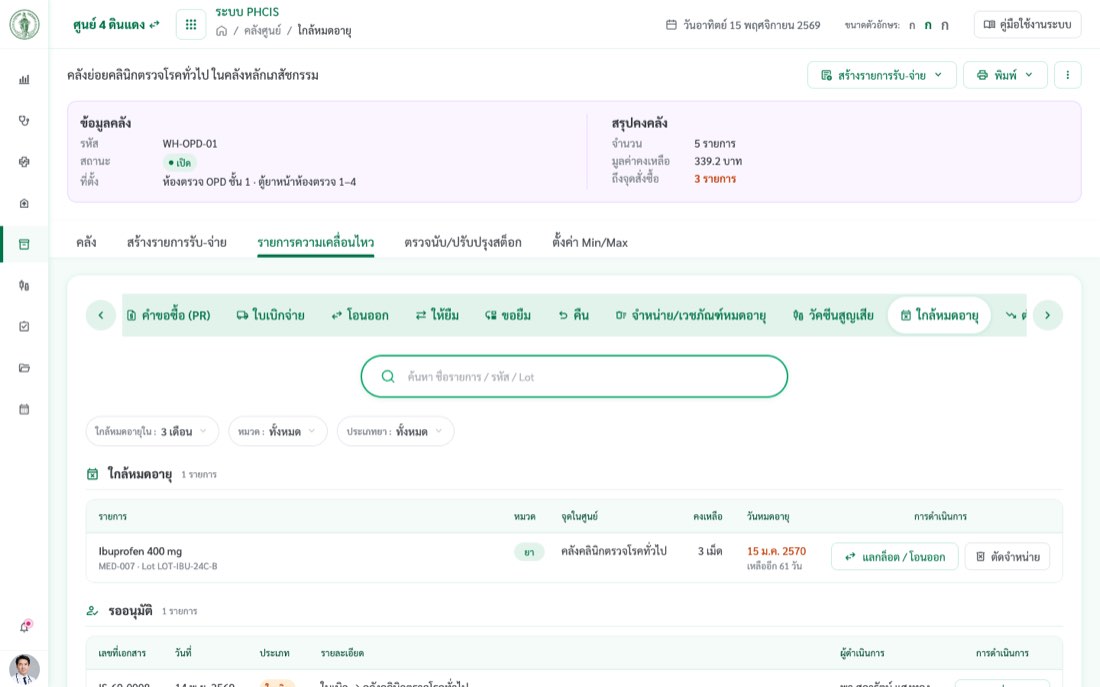 ศูนย์ 4 ดินแดง
ระบบ PHCIS
/ คลังศูนย์ / ใกล้หมดอายุ
วันอาทิตย์ 15 พฤศจิกายน 2569
ขนาดตัวอักษร: ก ก ก
คู่มือใช้งานระบบ
คลังย่อยคลินิกตรวจโรคทั่วไป ในคลังหลักเภสัชกรรม
สร้างรายการรับ-จ่าย
พิมพ์
ข้อมูลคลัง
รหัส WH-OPD-01
สถานะ เปิด
ที่ตั้ง ห้องตรวจ OPD ชั้น 1 · ตู้ยาหน้าห้องตรวจ 1–4
สรุปคงคลัง
จำนวน 5 รายการ
มูลค่าคงเหลือ 339.2 บาท
ถึงจุดสั่งซื้อ 3 รายการ
คลัง สร้างรายการรับ-จ่าย รายการความเคลื่อนไหว ตรวจนับ/ปรับปรุงสต็อก ตั้งค่า Min/Max
คำขอซื้อ (PR) ใบเบิกจ่าย โอนออก ให้ยืม ขอยืม คืน จำหน่าย/เวชภัณฑ์หมดอายุ วัคซีนสูญเสีย ใกล้หมดอายุ
ค้นหา ชื่อรายการ / รหัส / Lot
ใกล้หมดอายุใน : 3 เดือน
หมวด : ทั้งหมด
ประเภทยา : ทั้งหมด
ใกล้หมดอายุ 1 รายการ
รายการ หมวด จุดในศูนย์ คงเหลือ วันหมดอายุ การดำเนินการ
Ibuprofen 400 mg ยา คลังคลินิกตรวจโรคทั่วไป 3 เม็ด 15 ม.ค. 2570 แลกล็อต / โอนออก ตัดจำหน่าย
MED-007 · Lot LOT-IBU-24C-B เหลืออีก 61 วัน
รออนุมัติ 1 รายการ
เลขที่เอกสาร วันที่ ประเภท รายละเอียด ผู้ดำเนินการ การดำเนินการ